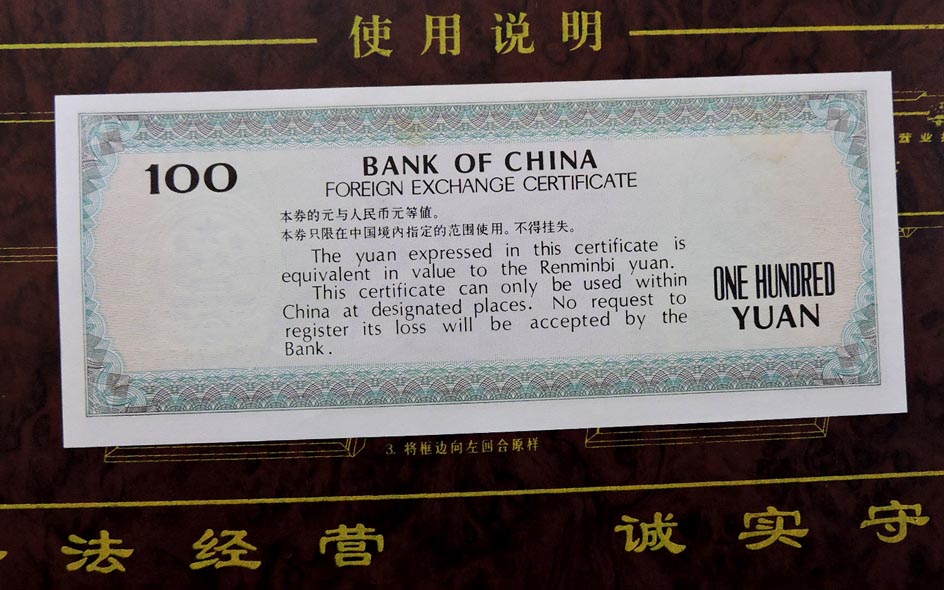 使用说明
100
BANK OF CHINA
FOREIGN EXCHANGE CERTIFICATE
本券的元与人民币元等值。
本券只限在中国境内指定的范围使用。不得挂失。
The yuan expressed in this certificate is
equivalent in value to the Renminbi yuan.
This certificate can only be used within
China at designated places. No request to
register its loss will be accepted by the
Bank.
ONE HUNDRED
YUAN
3. 将框边向左回合原样
法经营
诚实守